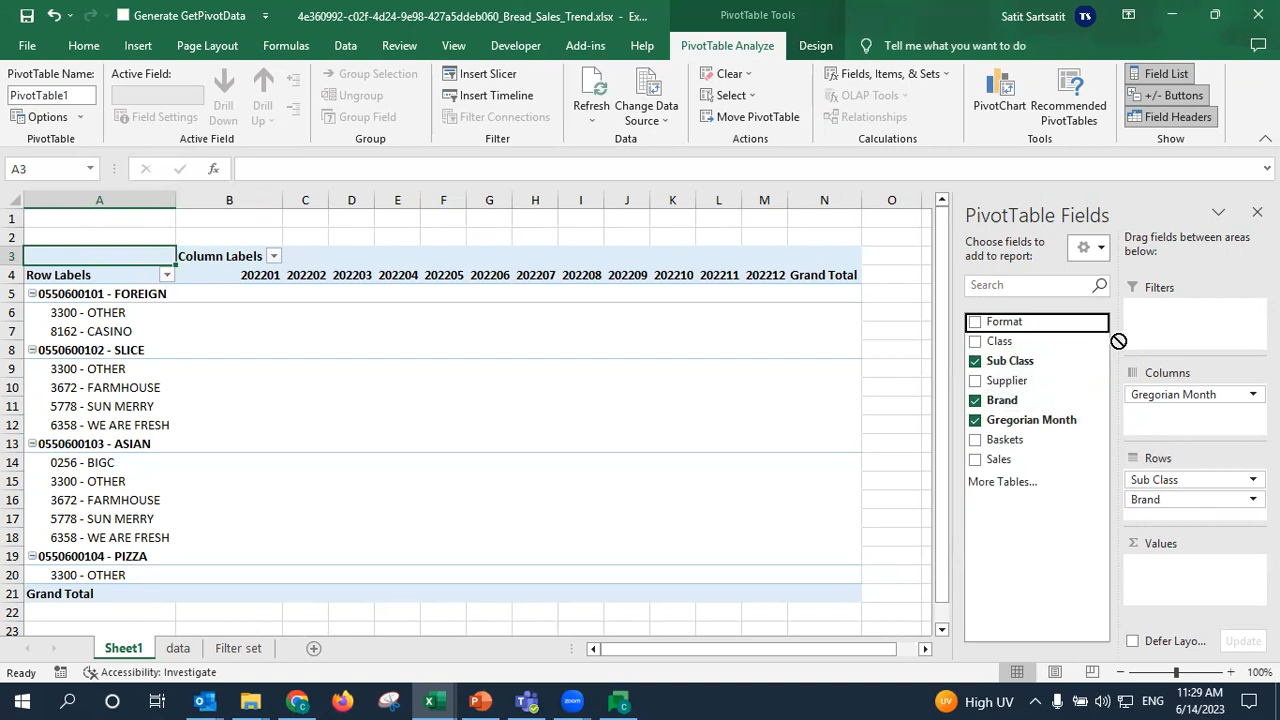 Generate GetPivotData
4e360992-c02f-4d24-9e98-427a5ddeb060_Bread_Sales_Trend.xlsx - Ex...
PivotTable Tools
Satit Sartsatit
TS
File
Home
Insert
Page Layout
Formulas
Data
Review
View
Developer
Add-ins
Help
PivotTable Analyze
Design
Tell me what you want to do
PivotTable Name:
PivotTable1
Options
PivotTable
Active Field:
Field Settings
Drill Down
Drill Up
Active Field
Group Selection
Ungroup
Group Field
Group
Insert Slicer
Insert Timeline
Filter Connections
Filter
Refresh
Change Data Source
Data
Clear
Select
Move PivotTable
Actions
Fields, Items, & Sets
OLAP Tools
Relationships
Calculations
PivotChart
Recommended PivotTables
Tools
Field List
+/- Buttons
Field Headers
Show
A3
fx
A B C D E F G H I J K L M N O
1
2
3 Column Labels
4 Row Labels 202201 202202 202203 202204 202205 202206 202207 202208 202209 202210 202211 202212 Grand Total
5 0550600101 - FOREIGN
6 3300 - OTHER
7 8162 - CASINO
8 0550600102 - SLICE
9 3300 - OTHER
10 3672 - FARMHOUSE
11 5778 - SUN MERRY
12 6358 - WE ARE FRESH
13 0550600103 - ASIAN
14 0256 - BIGC
15 3300 - OTHER
16 3672 - FARMHOUSE
17 5778 - SUN MERRY
18 6358 - WE ARE FRESH
19 0550600104 - PIZZA
20 3300 - OTHER
21 Grand Total
22
23
PivotTable Fields
Choose fields to add to report:
Search
Format
Class
Sub Class
Supplier
Brand
Gregorian Month
Baskets
Sales
More Tables...
Drag fields between areas below:
Filters
Columns
Gregorian Month
Rows
Sub Class
Brand
Σ Values
Defer Layo...
Update
Sheet1
data
Filter set
Ready
Accessibility: Investigate
100%
UV
High UV
ENG
11:29 AM
6/14/2023